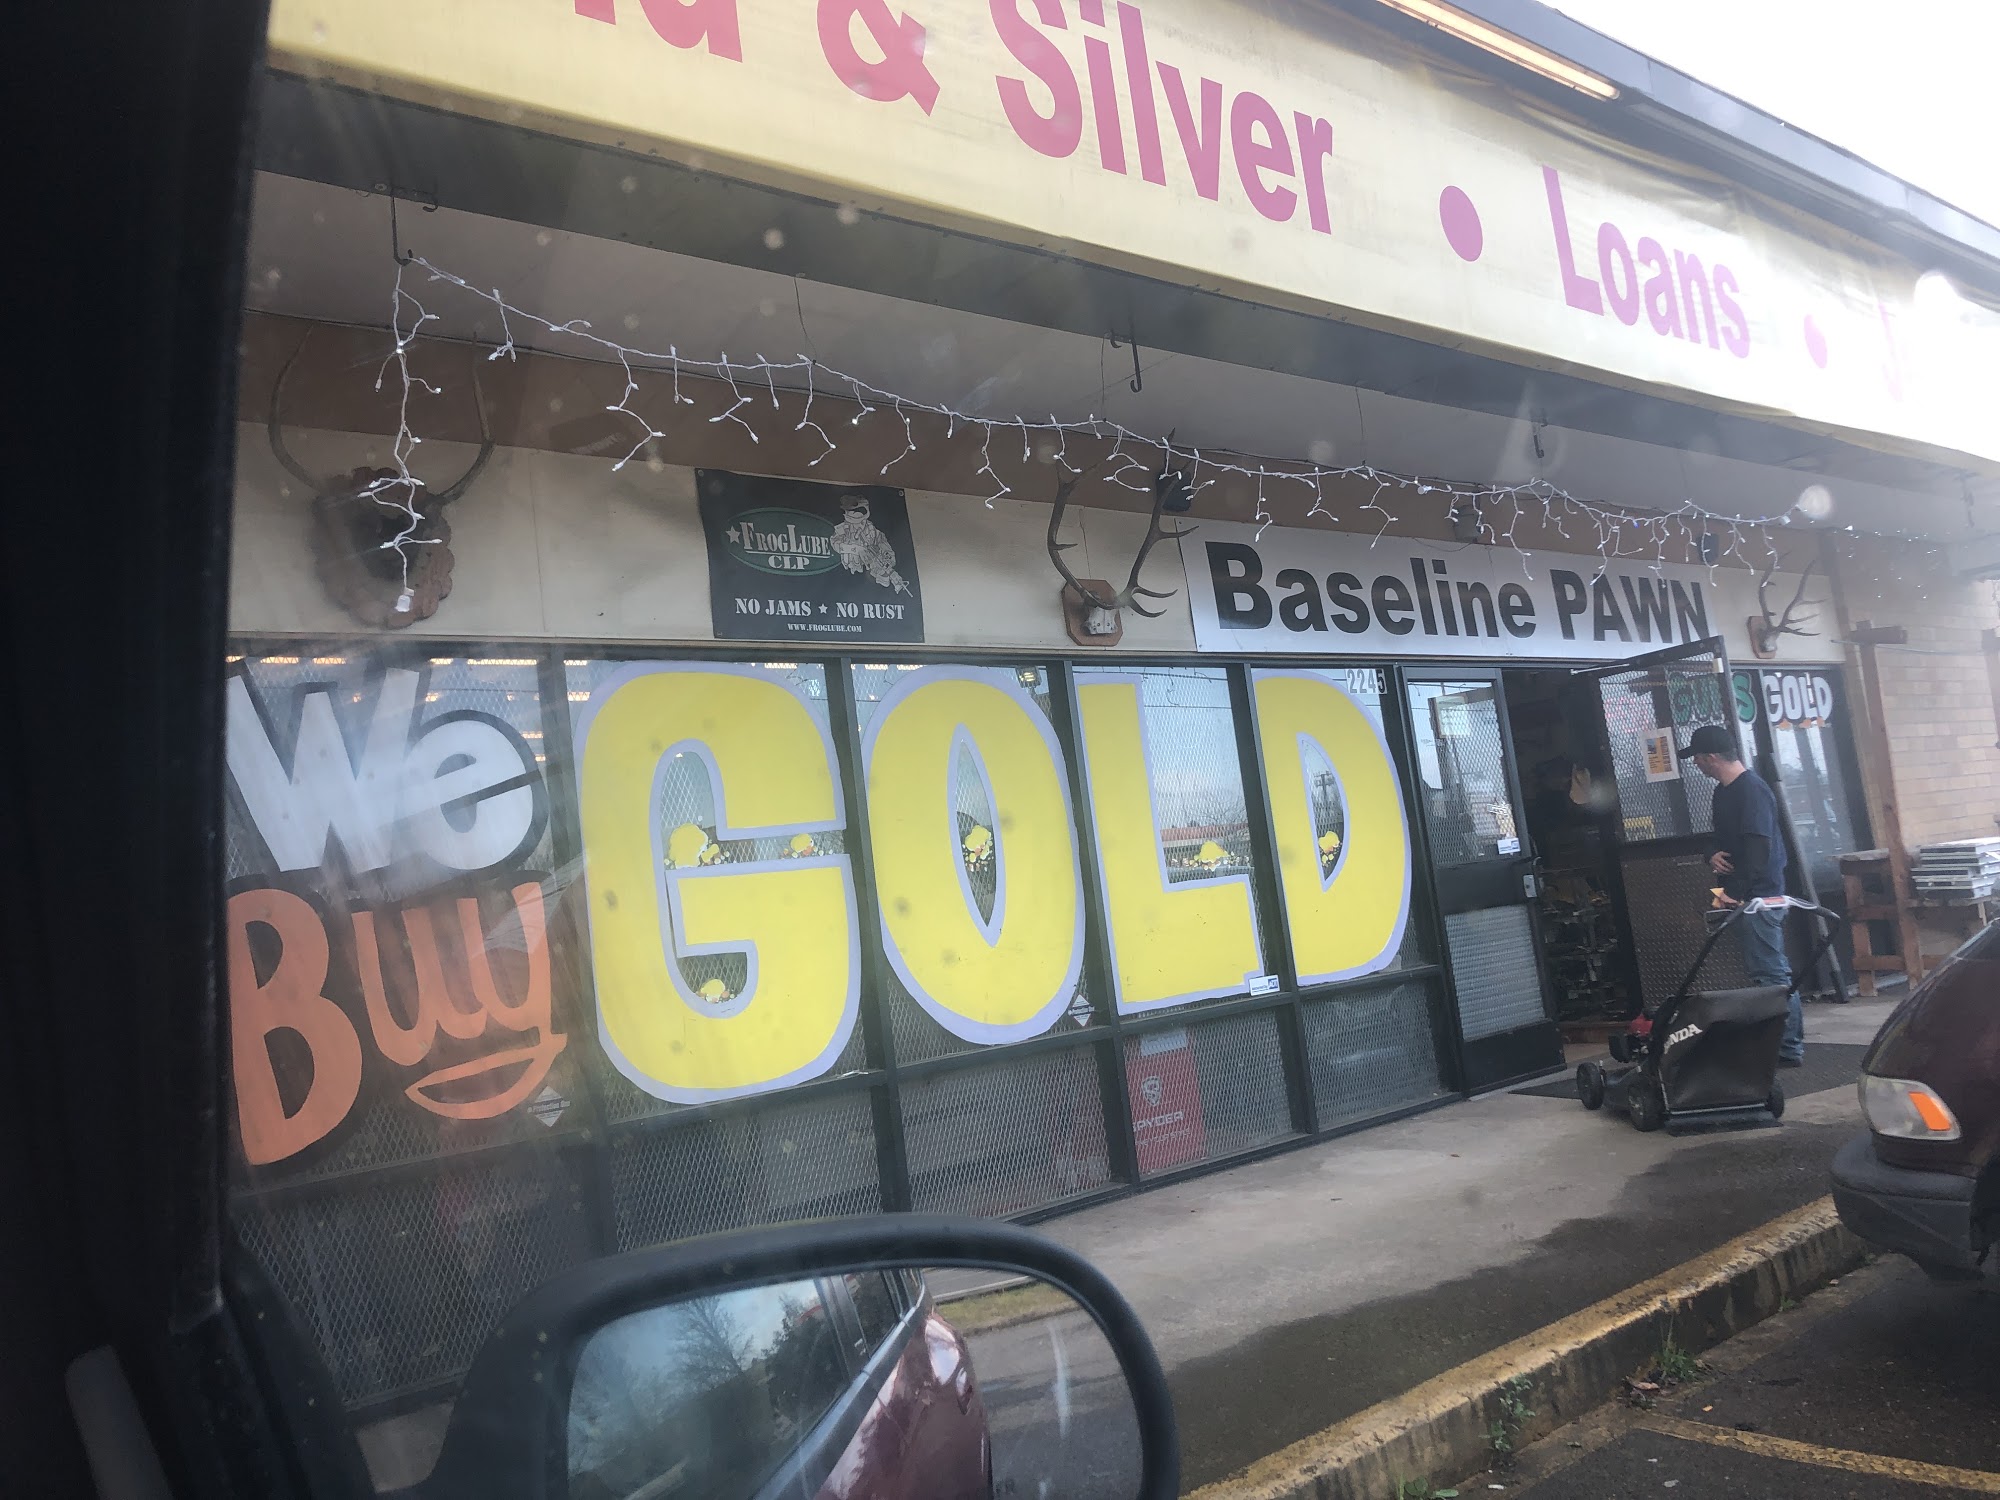 & Silver • Loans •
FROGLUBE
CLP
NO JAMS ★ NO RUST
WWW.FROGLUBE.COM
Baseline PAWN
2245
We
Buy
GOLD
GUNS GOLD
HONDA